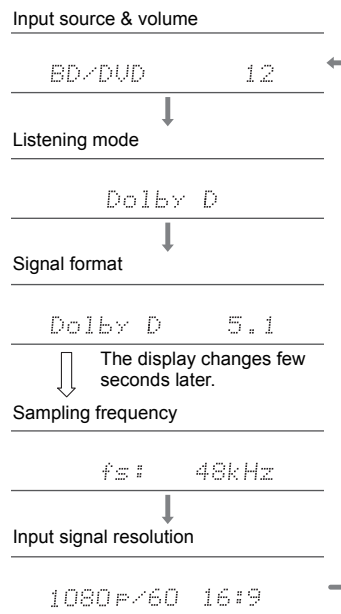 Input source & volume
BD/DVD 12
Listening mode
Dolby D
Signal format
Dolby D 5.1
The display changes few
seconds later.
Sampling frequency
fs: 48kHz
Input signal resolution
1080p/60 16:9